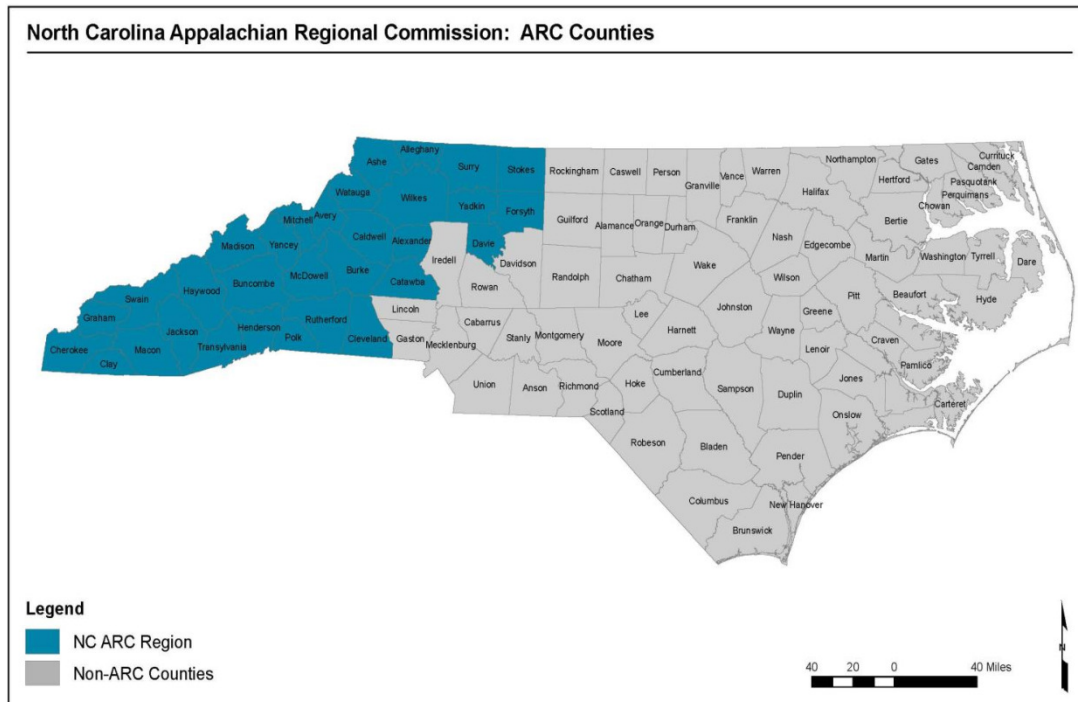 North Carolina Appalachian Regional Commission: ARC Counties
Alleghany
Ashe
Surry
Stokes
Rockingham
Caswell
Person
Granville
Vance
Warren
Northampton
Gates
Currituck
Camden
Pasquotank
Perquimans
Chowan
Hertford
Halifax
Bertie
Watauga
Wilkes
Yadkin
Forsyth
Guilford
Alamance
Orange
Durham
Franklin
Nash
Edgecombe
Martin
Washington
Tyrrell
Dare
Mitchell
Avery
Caldwell
Alexander
Iredell
Davie
Davidson
Randolph
Chatham
Wake
Wilson
Pitt
Beaufort
Hyde
Madison
Yancey
McDowell
Burke
Catawba
Rowan
Swain
Haywood
Buncombe
Lincoln
Graham
Jackson
Henderson
Rutherford
Cleveland
Gaston
Mecklenburg
Cabarrus
Stanly
Montgomery
Moore
Lee
Harnett
Johnston
Wayne
Greene
Lenoir
Craven
Pamlico
Cherokee
Clay
Macon
Transylvania
Polk
Union
Anson
Richmond
Hoke
Cumberland
Sampson
Duplin
Jones
Onslow
Carteret
Scotland
Robeson
Bladen
Pender
Columbus
New Hanover
Brunswick
Legend
NC ARC Region
Non-ARC Counties
40 20 0 40 Miles
N